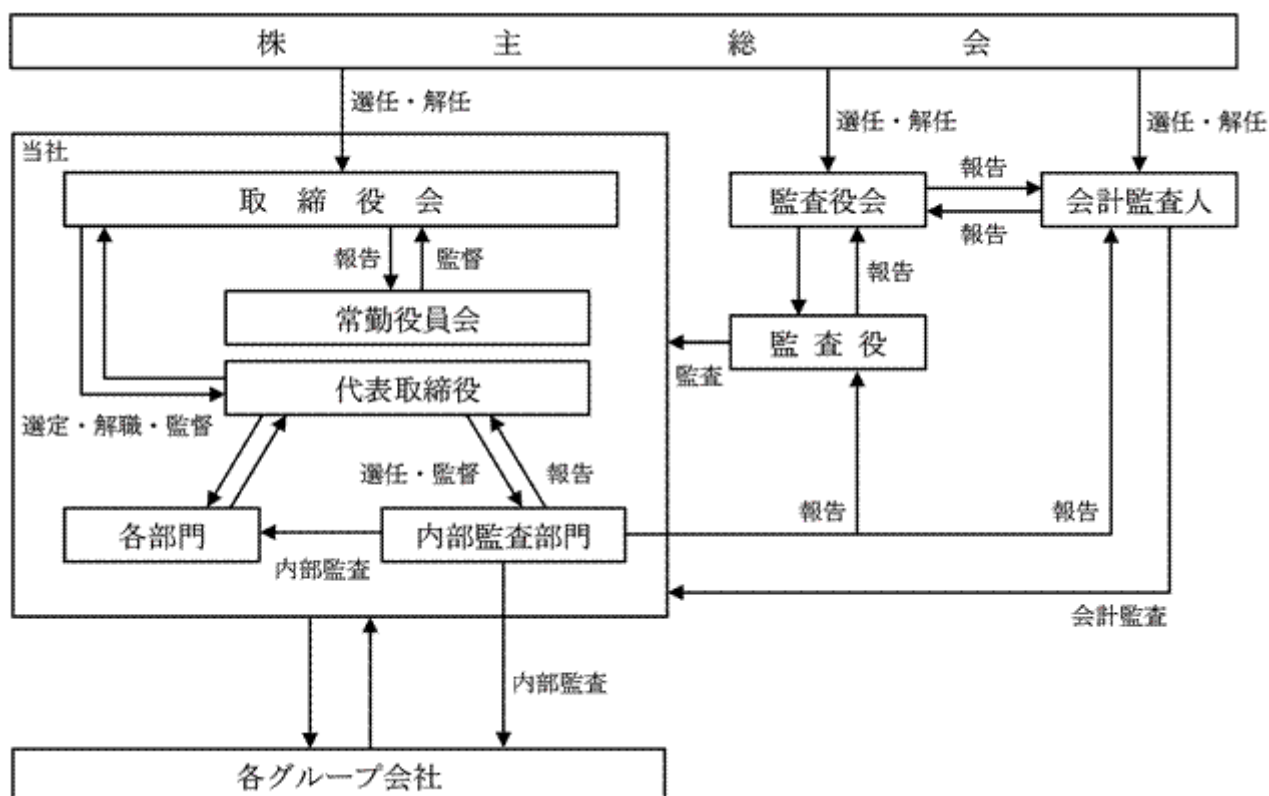 株主総会
選任・解任
選任・解任
選任・解任
当社
取締役会
監査役会
報告
報告
会計監査人
報告
監督
報告
常勤役員会
監査役
監査
代表取締役
選定・解職・監督
選任・監督
報告
報告
報告
各部門
内部監査部門
内部監査
会計監査
内部監査
各グループ会社